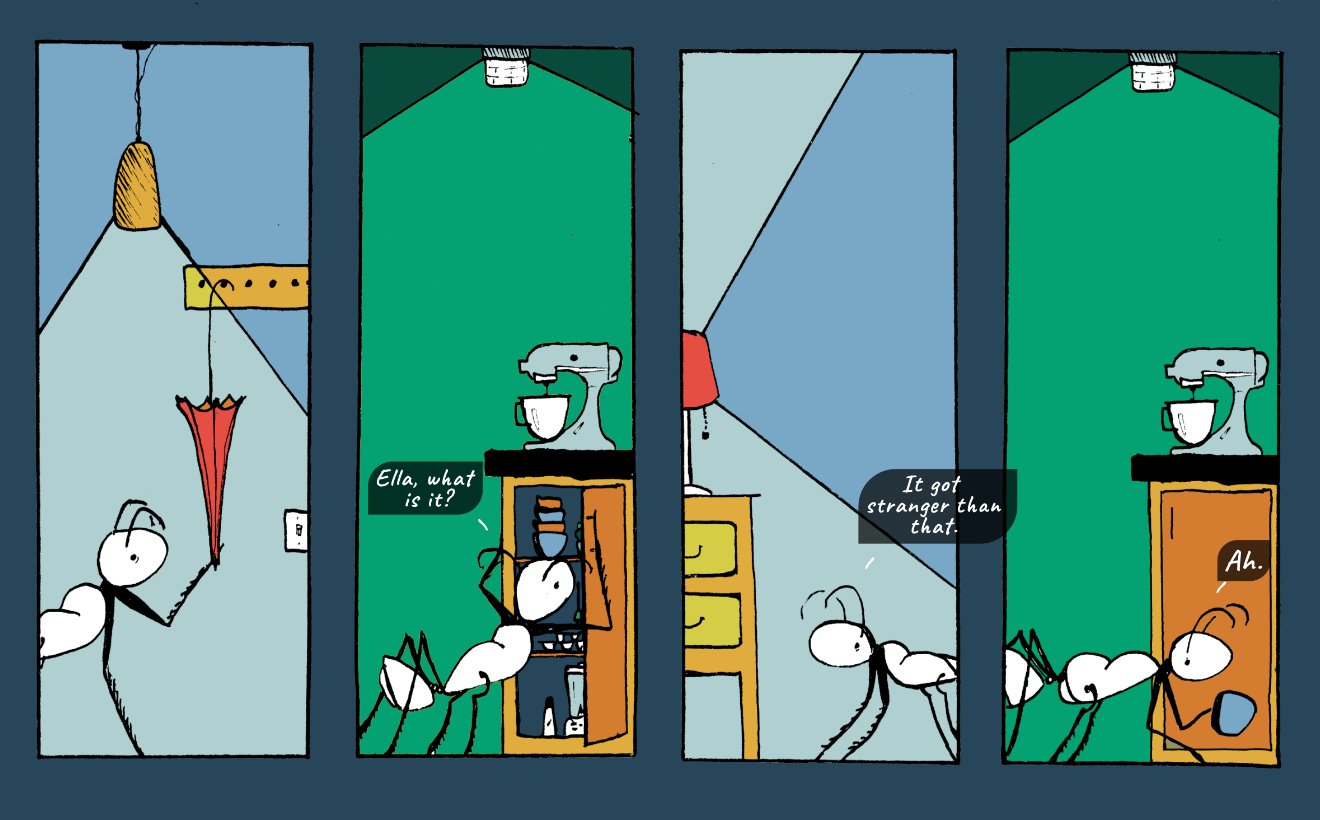 Ella, what
is it?
It got
stranger than
that.
Ah.